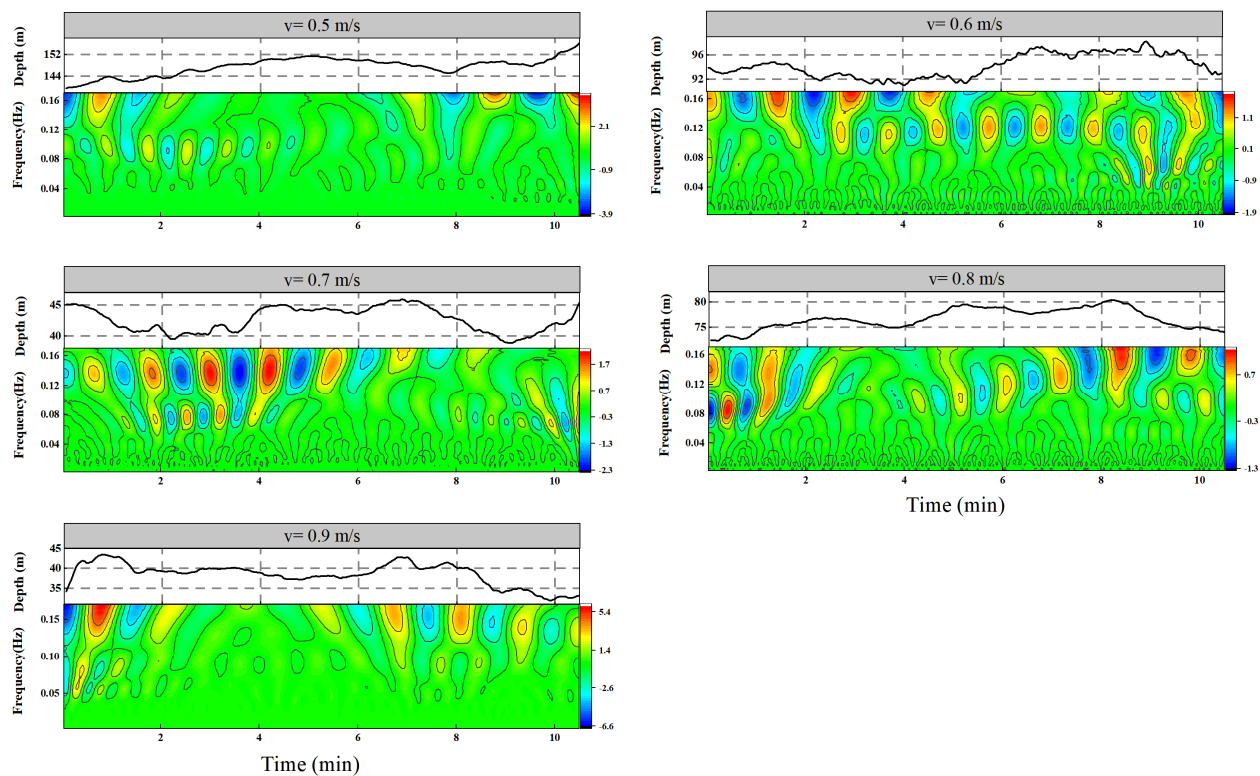 v= 0.5 m/s
Depth (m)
152
144
Frequency(Hz)
0.16
0.12
0.08
0.04
2 4 6 8 10
2.1
-0.9
-3.9
v= 0.6 m/s
Depth (m)
96
92
Frequency(Hz)
0.16
0.12
0.08
0.04
2 4 6 8 10
1.1
0.1
-0.9
-1.9
v= 0.7 m/s
Depth (m)
45
40
Frequency(Hz)
0.16
0.12
0.08
0.04
2 4 6 8 10
1.7
0.7
-0.3
-1.3
-2.3
v= 0.8 m/s
Depth (m)
80
75
Frequency(Hz)
0.16
0.12
0.08
0.04
2 4 6 8 10
0.7
-0.3
-1.3
Time (min)
v= 0.9 m/s
Depth (m)
45
40
35
Frequency(Hz)
0.15
0.10
0.05
2 4 6 8 10
5.4
1.4
-2.6
-6.6
Time (min)